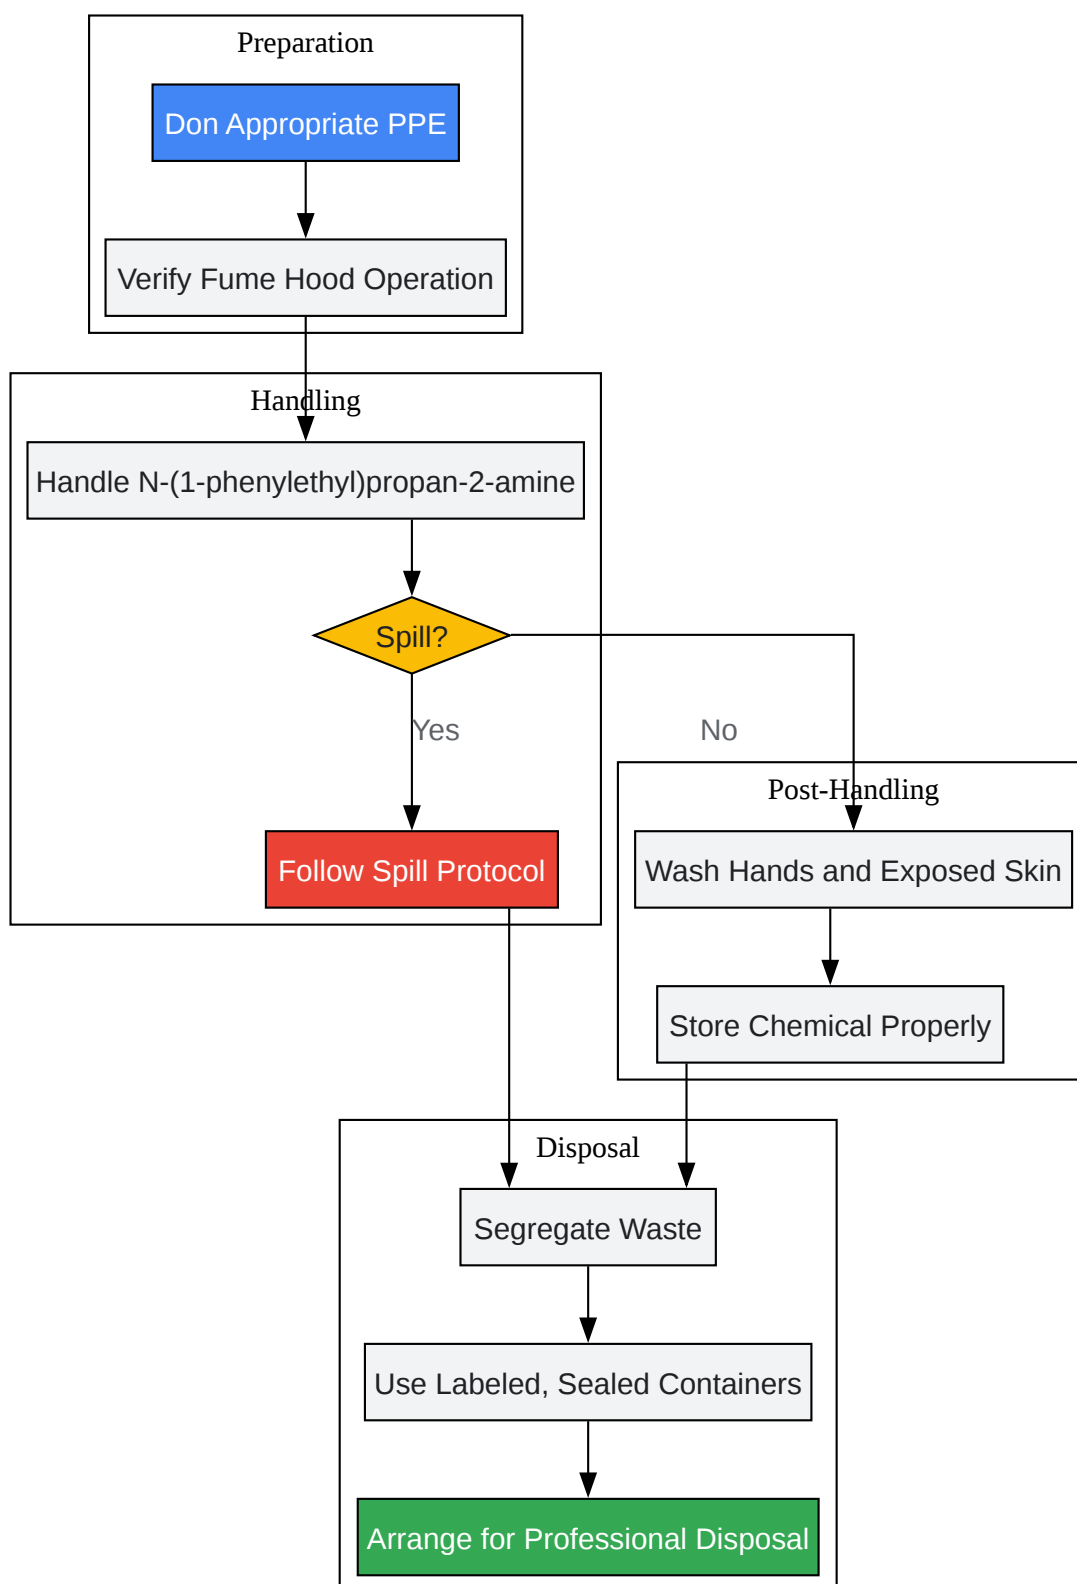 Preparation
Don Appropriate PPE
Verify Fume Hood Operation
Handling
Handle N-(1-phenylethyl)propan-2-amine
Spill?
Yes
No
Post-Handling
Follow Spill Protocol
Wash Hands and Exposed Skin
Store Chemical Properly
Disposal
Segregate Waste
Use Labeled, Sealed Containers
Arrange for Professional Disposal